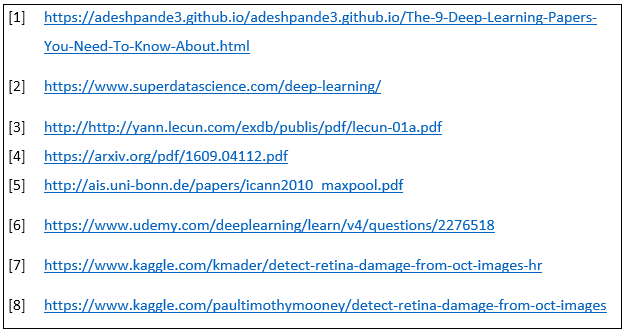 [1] https://adeshpande3.github.io/adeshpande3.github.io/The-9-Deep-Learning-Papers-
You-Need-To-Know-About.html
[2] https://www.superdatascience.com/deep-learning/
[3] http://http://yann.lecun.com/exdb/publis/pdf/lecun-01a.pdf
[4] https://arxiv.org/pdf/1609.04112.pdf
[5] http://ais.uni-bonn.de/papers/icann2010_maxpool.pdf
[6] https://www.udemy.com/deeplearning/learn/v4/questions/2276518
[7] https://www.kaggle.com/kmader/detect-retina-damage-from-oct-images-hr
[8] https://www.kaggle.com/paultimothymooney/detect-retina-damage-from-oct-images